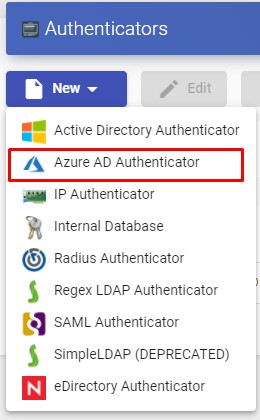 Authenticators
New
Edit
Active Directory Authenticator
Azure AD Authenticator
IP Authenticator
Internal Database
Radius Authenticator
Regex LDAP Authenticator
SAML Authenticator
SimpleLDAP (DEPRECATED)
eDirectory Authenticator